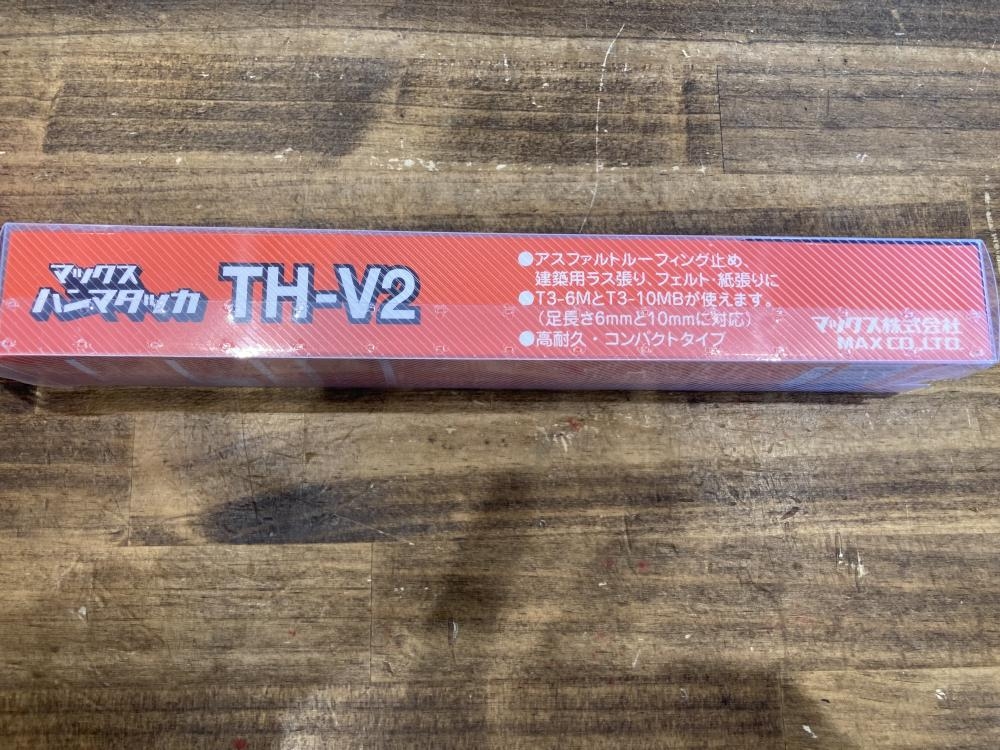 マックス
ハンマタッカ
TH-V2
●アスファルトルーフィング止め、
建築用ラス張り、フェルト・紙張りに
●T3-6MとT3-10MBが使えます。
（足長さ6mmと10mmに対応）
●高耐久・コンパクトタイプ
マックス株式会社
MAX CO., LTD.